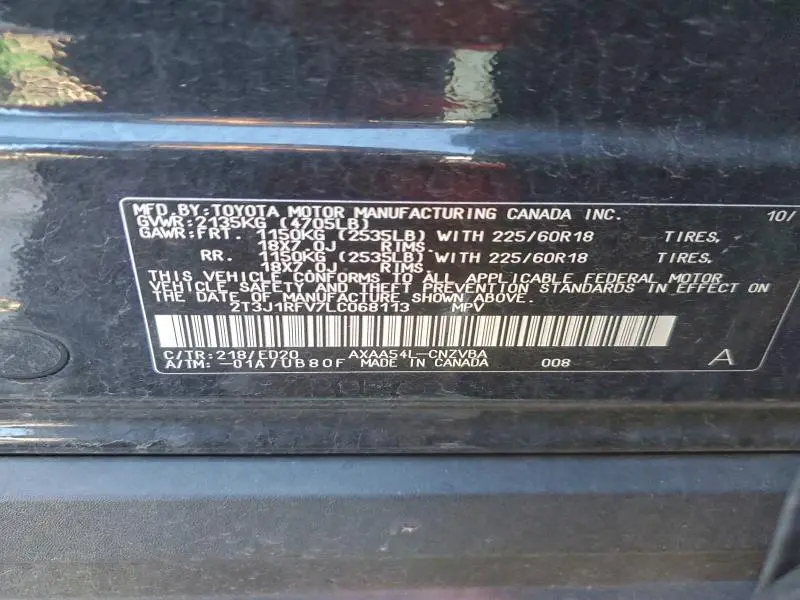 MFD BY:TOYOTA MOTOR MANUFACTURING CANADA INC. 10/
GVWR:2135KG (4705LB)
GAWR:FRT. 1150KG (2535LB) WITH 225/60R18 TIRES,
18X7.0J RIMS.
RR. 1150KG (2535LB) WITH 225/60R18 TIRES,
18X7.0J RIMS.
THIS VEHICLE CONFORMS TO ALL APPLICABLE FEDERAL MOTOR
VEHICLE SAFETY AND THEFT PREVENTION STANDARDS IN EFFECT ON
THE DATE OF MANUFACTURE SHOWN ABOVE.
2T3J1RFV7LC068113 MPV
C/TR:218/ED20 AXAA54L-CNZVBA
A/TM: -01A/UB80F MADE IN CANADA 008 A